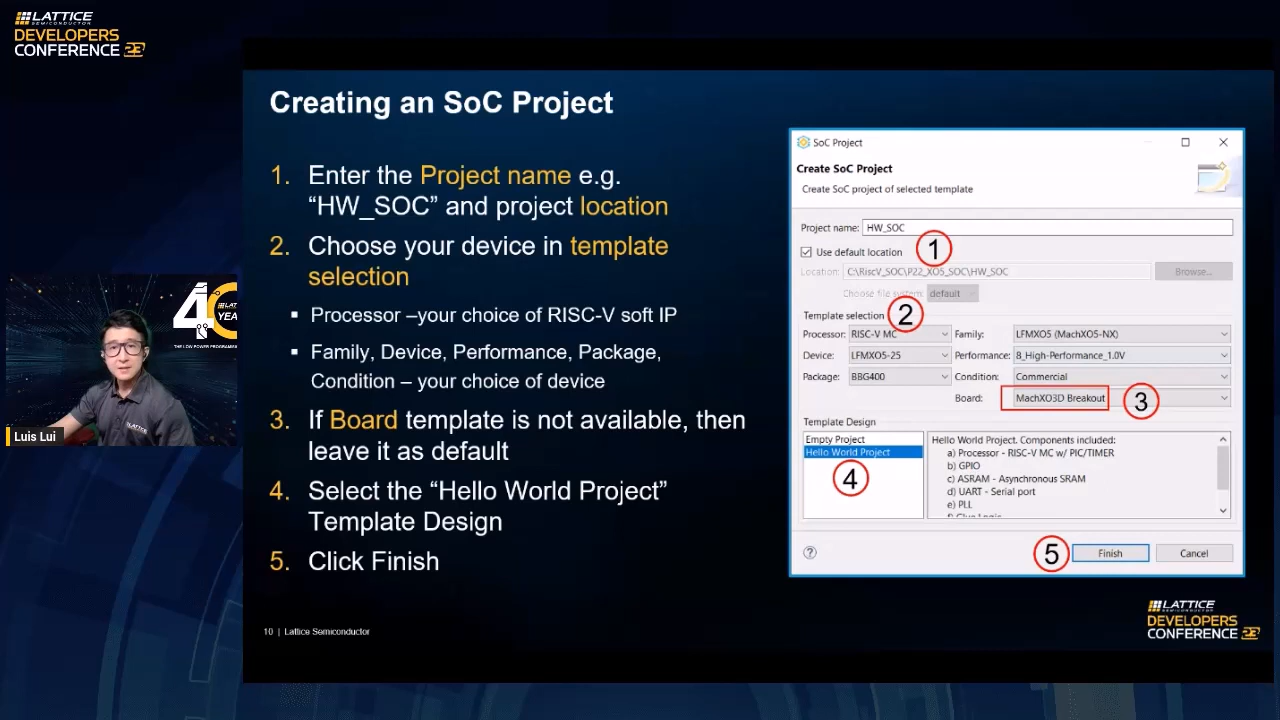 LATTICE
SEMICONDUCTOR
DEVELOPERS
CONFERENCE 23
Creating an SoC Project
1. Enter the Project name e.g.
“HW_SOC” and project location
2. Choose your device in template
selection
▪ Processor –your choice of RISC-V soft IP
▪ Family, Device, Performance, Package,
Condition – your choice of device
3. If Board template is not available, then
leave it as default
4. Select the “Hello World Project”
Template Design
5. Click Finish
SoC Project
Create SoC Project
Create SoC project of selected template
Project name: HW_SOC
Use default location
1
Location: C:\RiscV_SOC\P22_XO5_SOC\HW_SOC Browse...
Choose file system: default
Template selection 2
Processor: RISC-V MC Family: LFMXO5 (MachXO5-NX)
Device: LFMXO5-25 Performance: 8_High-Performance_1.0V
Package: BBG400 Condition: Commercial
Board: MachXO3D Breakout 3
Template Design
Empty Project
Hello World Project
4
Hello World Project. Components included:
a) Processor - RISC-V MC w/ PIC/TIMER
b) GPIO
c) ASRAM - Asynchronous SRAM
d) UART - Serial port
e) PLL
f) Glue Logic
5 Finish Cancel
40
YEA
Luis Lui
10 | Lattice Semiconductor
LATTICE
DEVELOPERS
CONFERENCE 23